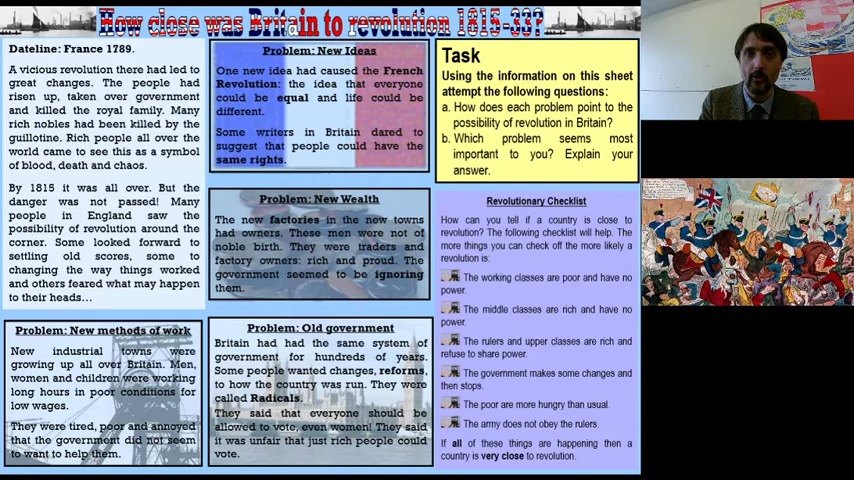 How close was Britain to revolution 1815-33?
Dateline: France 1789.
A vicious revolution there had led to
great changes. The people had
risen up, taken over government
and killed the royal family. Many
rich nobles had been killed by the
guillotine. Rich people all over the
world came to see this as a symbol
of blood, death and chaos.
By 1815 it was all over. But the
danger was not passed! Many
people in England saw the
possibility of revolution around the
corner. Some looked forward to
settling old scores, some to
changing the way things worked
and others feared what may happen
to their heads...
Problem: New methods of work
New industrial towns were
growing up all over Britain. Men,
women and children were working
long hours in poor conditions for
low wages.
They were tired, poor and annoyed
that the government did not seem
to want to help them.
Problem: New Ideas
One new idea had caused the French
Revolution: the idea that everyone
could be equal and life could be
different.
Some writers in Britain dared to
suggest that people could have the
same rights.
Problem: New Wealth
The new factories in the new towns
had owners. These men were not of
noble birth. They were traders and
factory owners: rich and proud. The
government seemed to be ignoring
them.
Problem: Old government
Britain had had the same system of
government for hundreds of years.
Some people wanted changes, reforms,
to how the country was run. They were
called Radicals.
They said that everyone should be
allowed to vote, even women! They said
it was unfair that just rich people could
vote.
Task
Using the information on this sheet
attempt the following questions:
a. How does each problem point to the
possibility of revolution in Britain?
b. Which problem seems most
important to you? Explain your
answer.
Revolutionary Checklist
How can you tell if a country is close to
revolution? The following checklist will help. The
more things you can check off the more likely a
revolution is:
The working classes are poor and have no
power.
The middle classes are rich and have no
power.
The rulers and upper classes are rich and
refuse to share power.
The government makes some changes and
then stops.
The poor are more hungry than usual.
The army does not obey the rulers.
If all of these things are happening then a
country is very close to revolution.